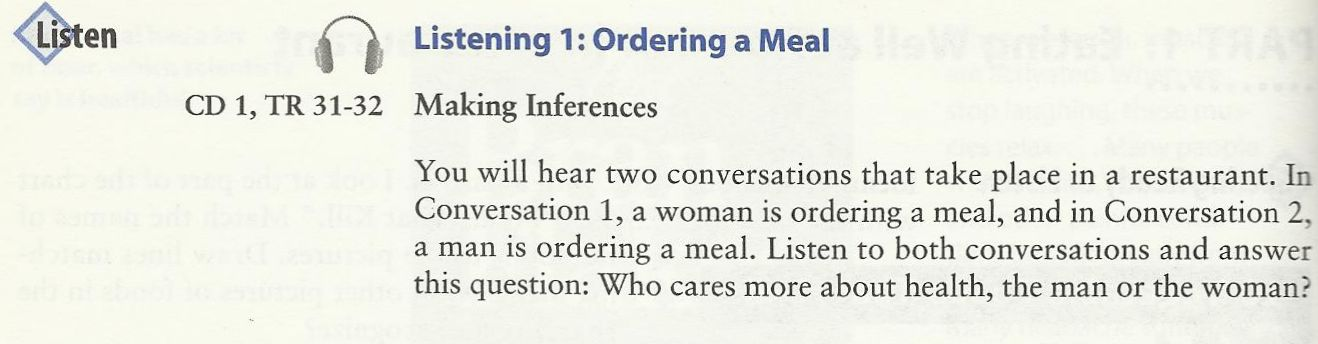 Listen
Listening 1: Ordering a Meal
CD 1, TR 31-32 Making Inferences
You will hear two conversations that take place in a restaurant. In
Conversation 1, a woman is ordering a meal, and in Conversation 2,
a man is ordering a meal. Listen to both conversations and answer
this question: Who cares more about health, the man or the woman?